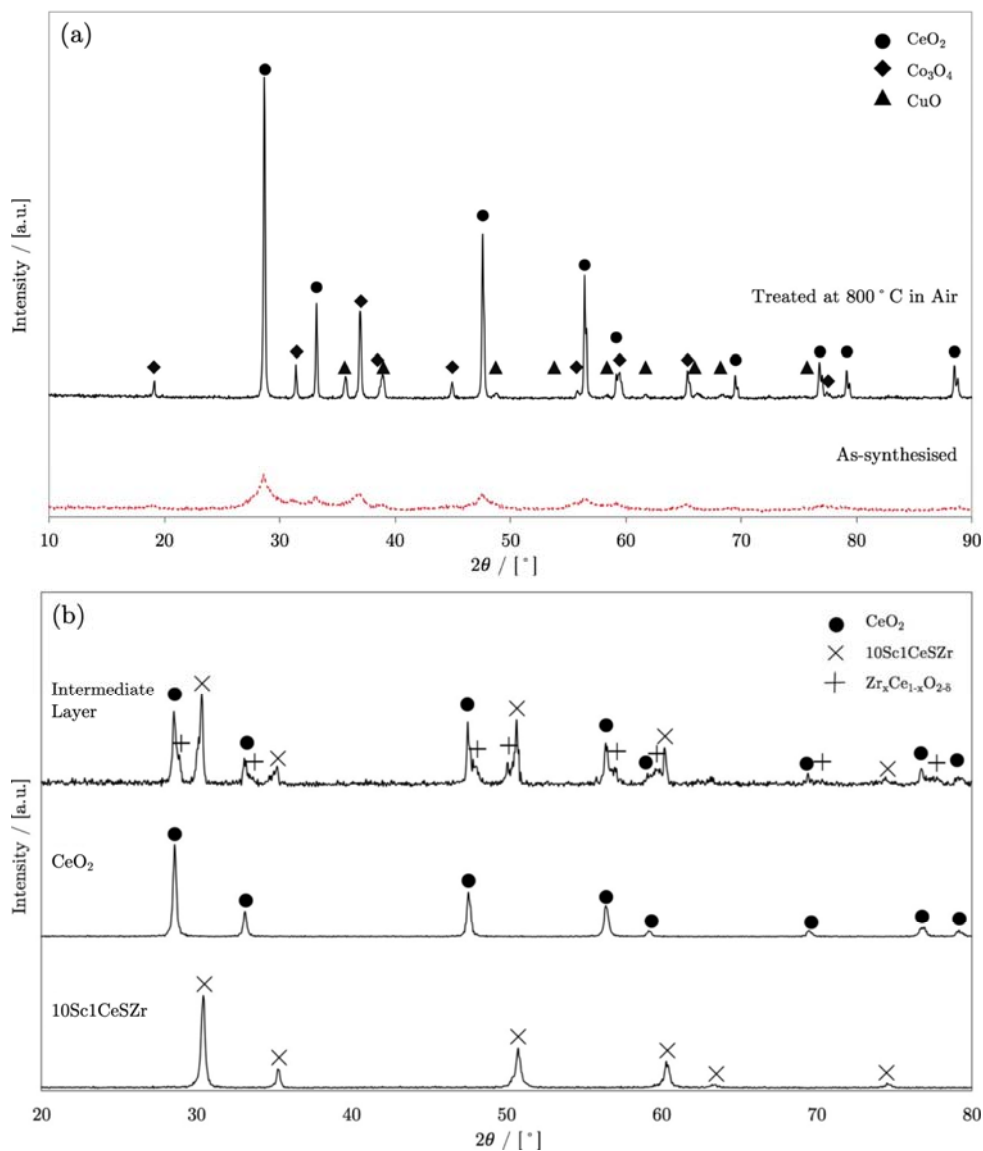 (a)
CeO₂
Co₃O₄
CuO
Intensity / [a.u.]
Treated at 800 °C in Air
As-synthesised
10 20 30 40 50 60 70 80 90
2θ / [°]
(b)
CeO₂
10Sc1CeSZr
ZrₓCe₁₋ₓO₂₋δ
Intermediate
Layer
CeO₂
Intensity / [a.u.]
10Sc1CeSZr
20 30 40 50 60 70 80
2θ / [°]